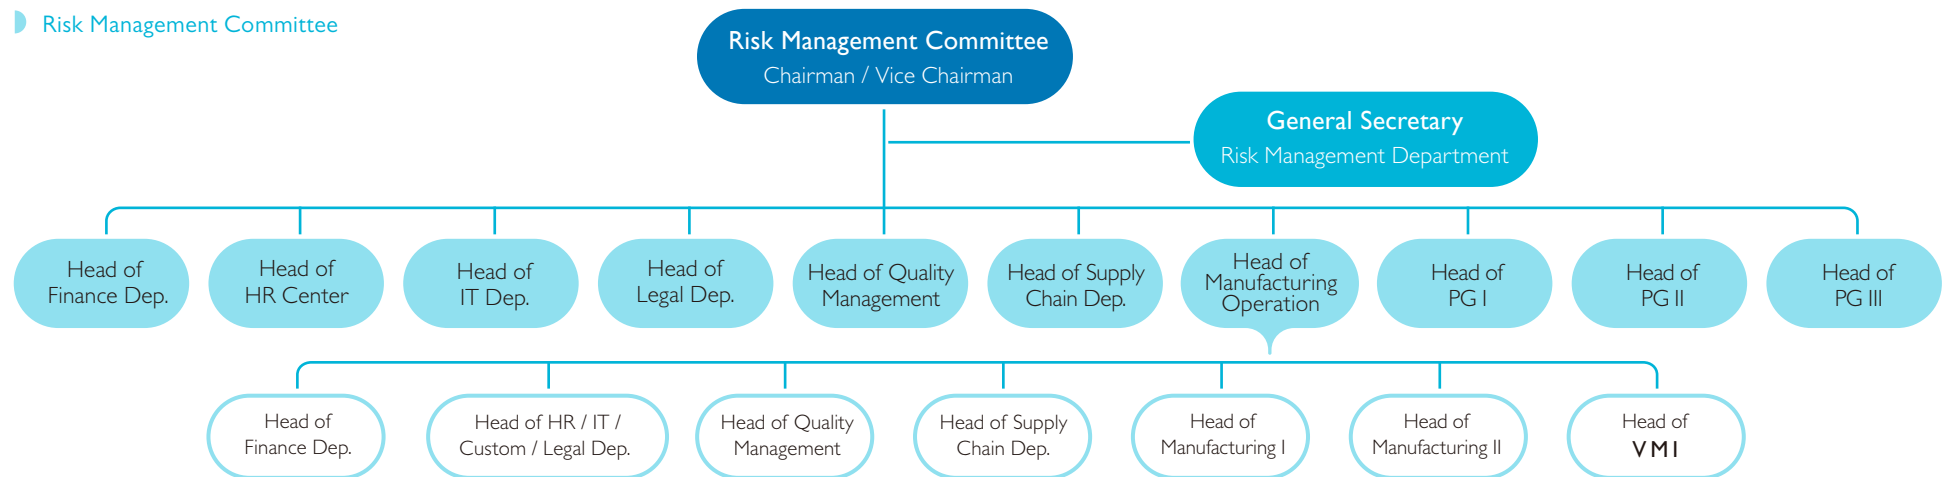 Risk Management Committee
Risk Management Committee
Chairman / Vice Chairman
General Secretary
Risk Management Department
Head of
Finance Dep.
Head of
HR Center
Head of
IT Dep.
Head of
Legal Dep.
Head of Quality
Management
Head of Supply
Chain Dep.
Head of
Manufacturing
Operation
Head of
PG I
Head of
PG II
Head of
PG III
Head of
Finance Dep.
Head of HR / IT /
Custom / Legal Dep.
Head of Quality
Management
Head of Supply
Chain Dep.
Head of
Manufacturing I
Head of
Manufacturing II
Head of
VMI